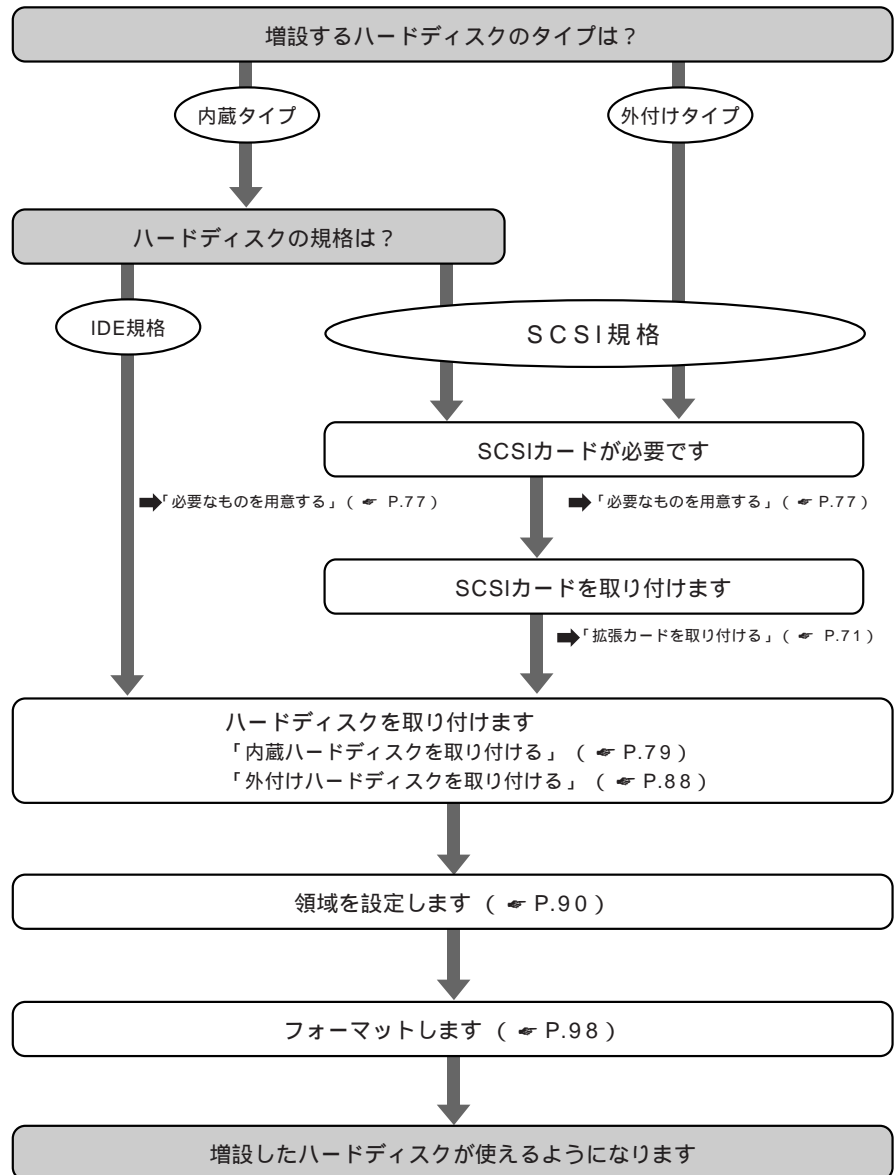 増設するハードディスクのタイプは？
内蔵タイプ
外付けタイプ
ハードディスクの規格は？
IDE規格
SCSI規格
SCSIカードが必要です
➡「必要なものを用意する」（☛ P.77）
➡「必要なものを用意する」（☛ P.77）
SCSIカードを取り付けます
➡「拡張カードを取り付ける」（☛ P.71）
ハードディスクを取り付けます
「内蔵ハードディスクを取り付ける」（☛ P.79）
「外付けハードディスクを取り付ける」（☛ P.88）
領域を設定します（☛ P.90）
フォーマットします（☛ P.98）
増設したハードディスクが使えるようになります